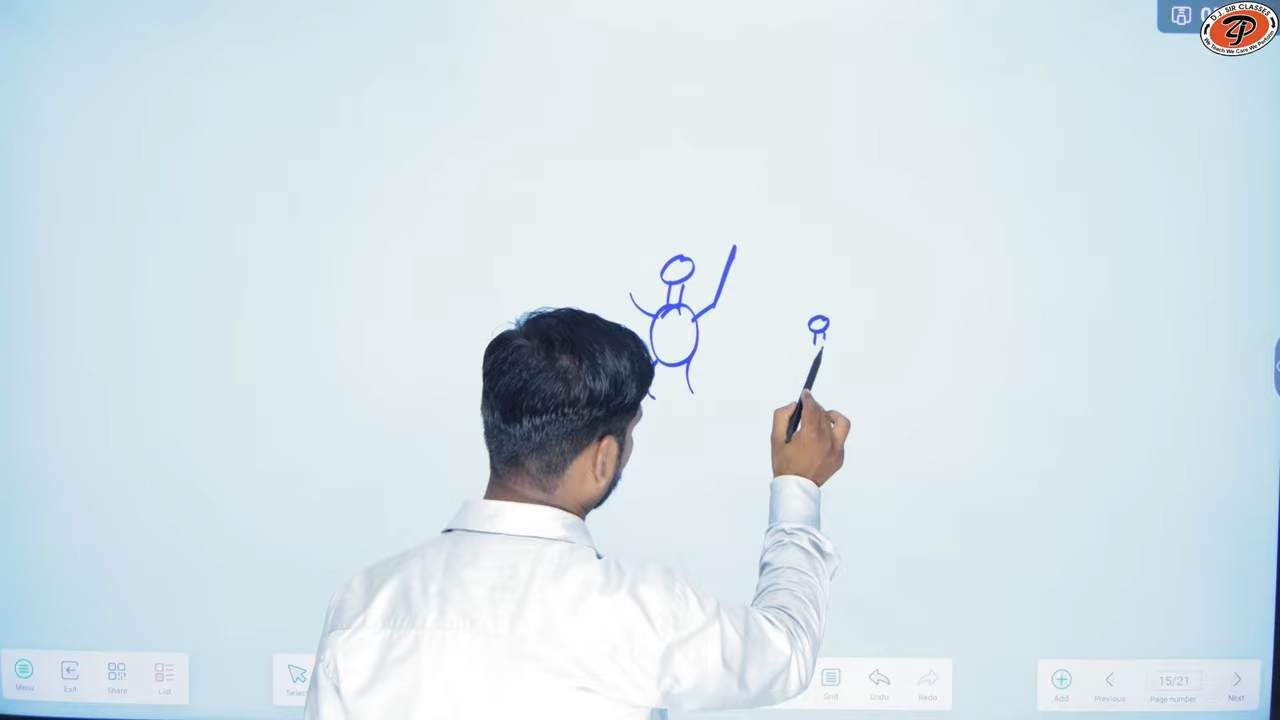 D.J. SIR CLASSES
We Teach We Care We Perform
Menu
Exit
Share
List
Select
Grid
Undo
Redo
Add
Previous
15/21
Page number
Next